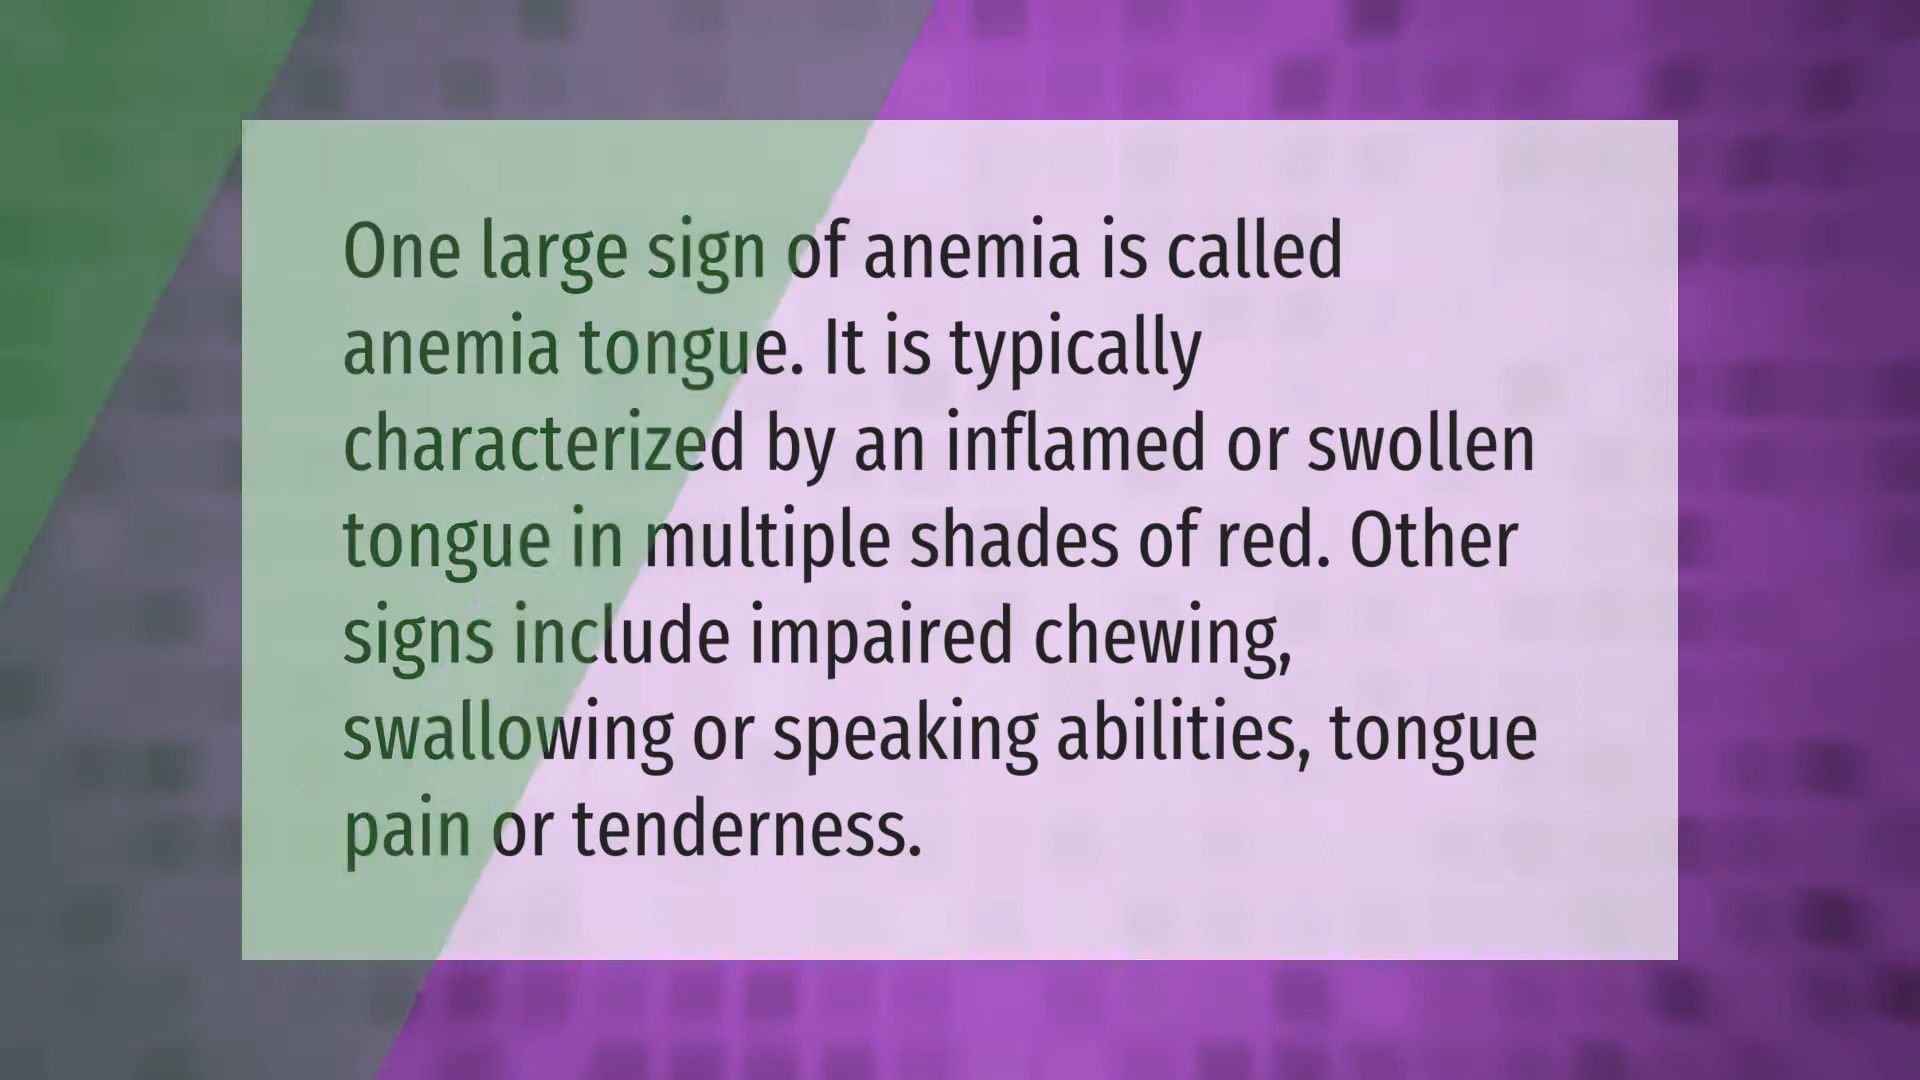 One large sign of anemia is called
anemia tongue. It is typically
characterized by an inflamed or swollen
tongue in multiple shades of red. Other
signs include impaired chewing,
swallowing or speaking abilities, tongue
pain or tenderness.